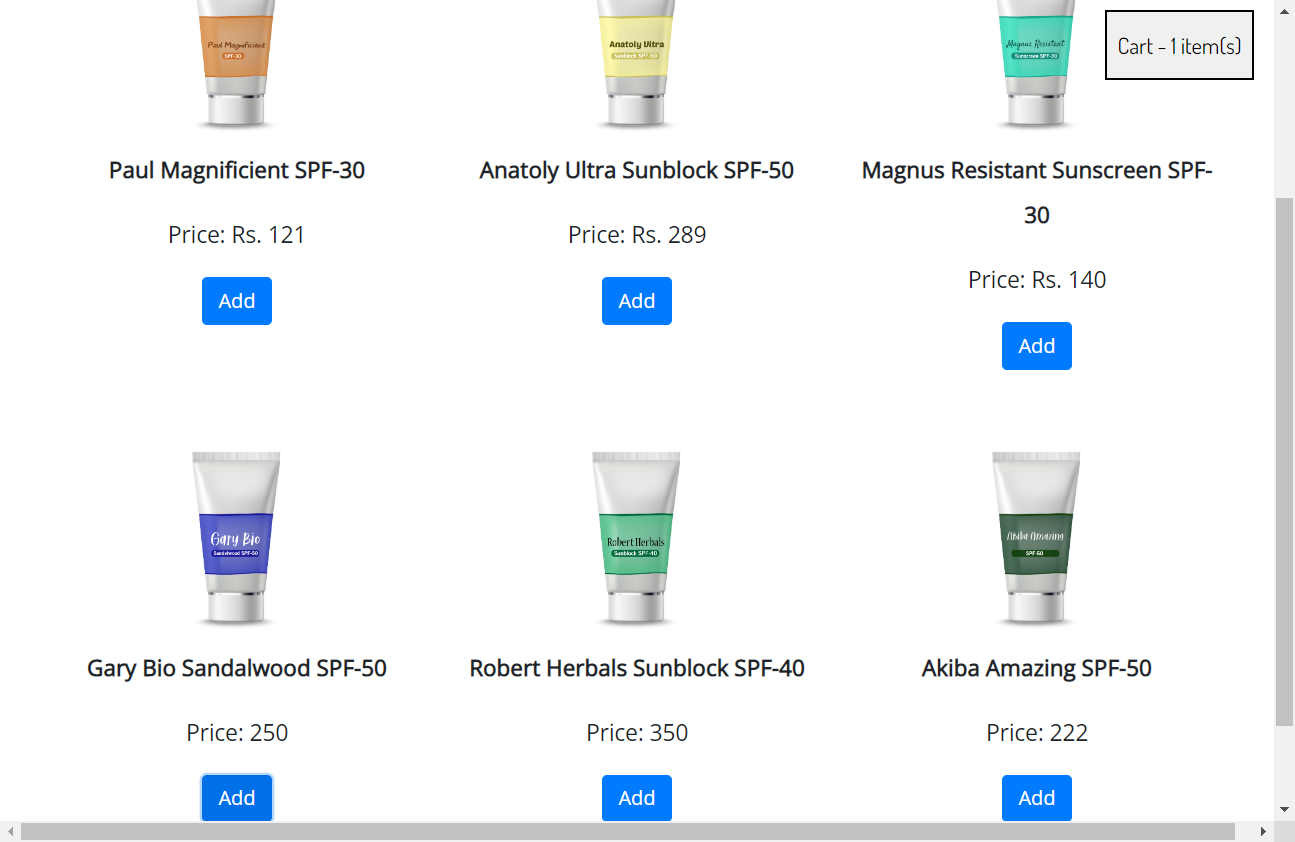 Paul Magnificient
SPF-30
Anatoly Ultra
Sunblock SPF-50
Magnus Resistant
Sunscreen SPF-30
Cart - 1 item(s)
Paul Magnificient SPF-30
Anatoly Ultra Sunblock SPF-50
Magnus Resistant Sunscreen SPF-
30
Price: Rs. 121
Price: Rs. 289
Price: Rs. 140
Add
Add
Add
Gary Bio
Sandalwood SPF-50
Robert Herbals
Sunblock SPF-40
Akiba Amazing
SPF-50
Gary Bio Sandalwood SPF-50
Robert Herbals Sunblock SPF-40
Akiba Amazing SPF-50
Price: 250
Price: 350
Price: 222
Add
Add
Add